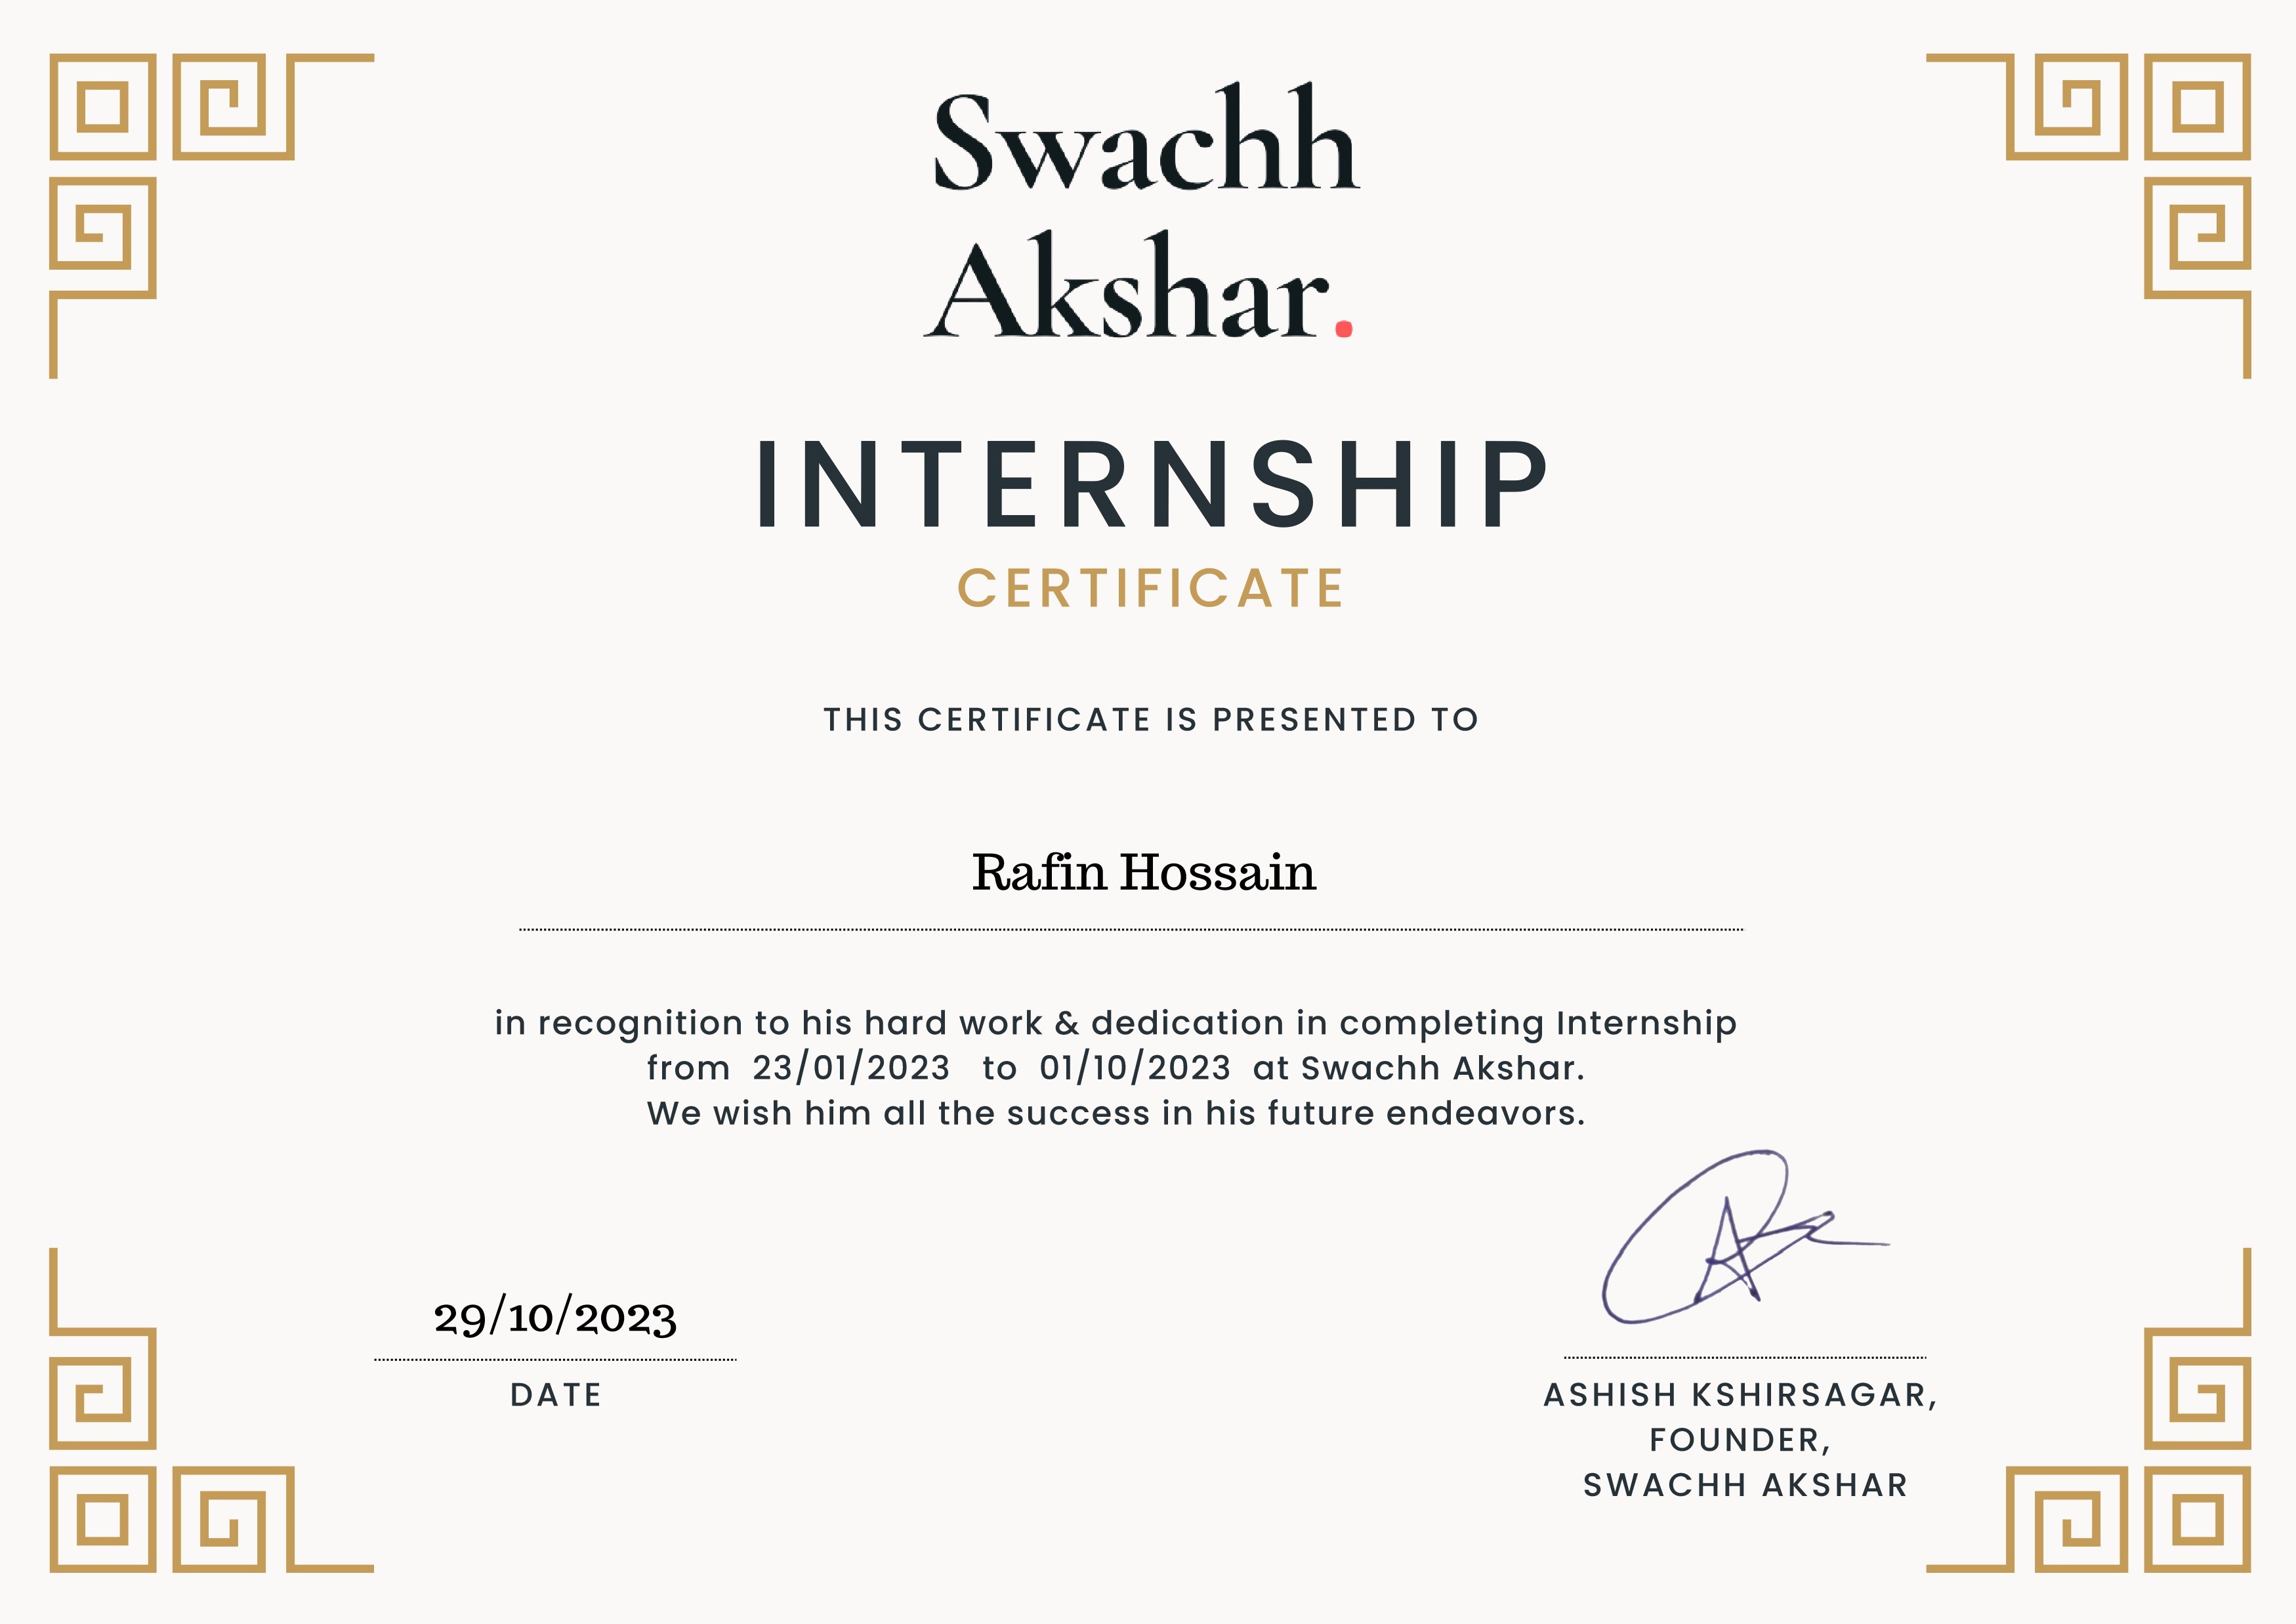 Swachh
Akshar.
INTERNSHIP
CERTIFICATE
THIS CERTIFICATE IS PRESENTED TO
Rafin Hossain
in recognition to his hard work & dedication in completing Internship
from 23/01/2023 to 01/10/2023 at Swachh Akshar.
We wish him all the success in his future endeavors.
29/10/2023
DATE
ASHISH KSHIRSAGAR,
FOUNDER,
SWACHH AKSHAR